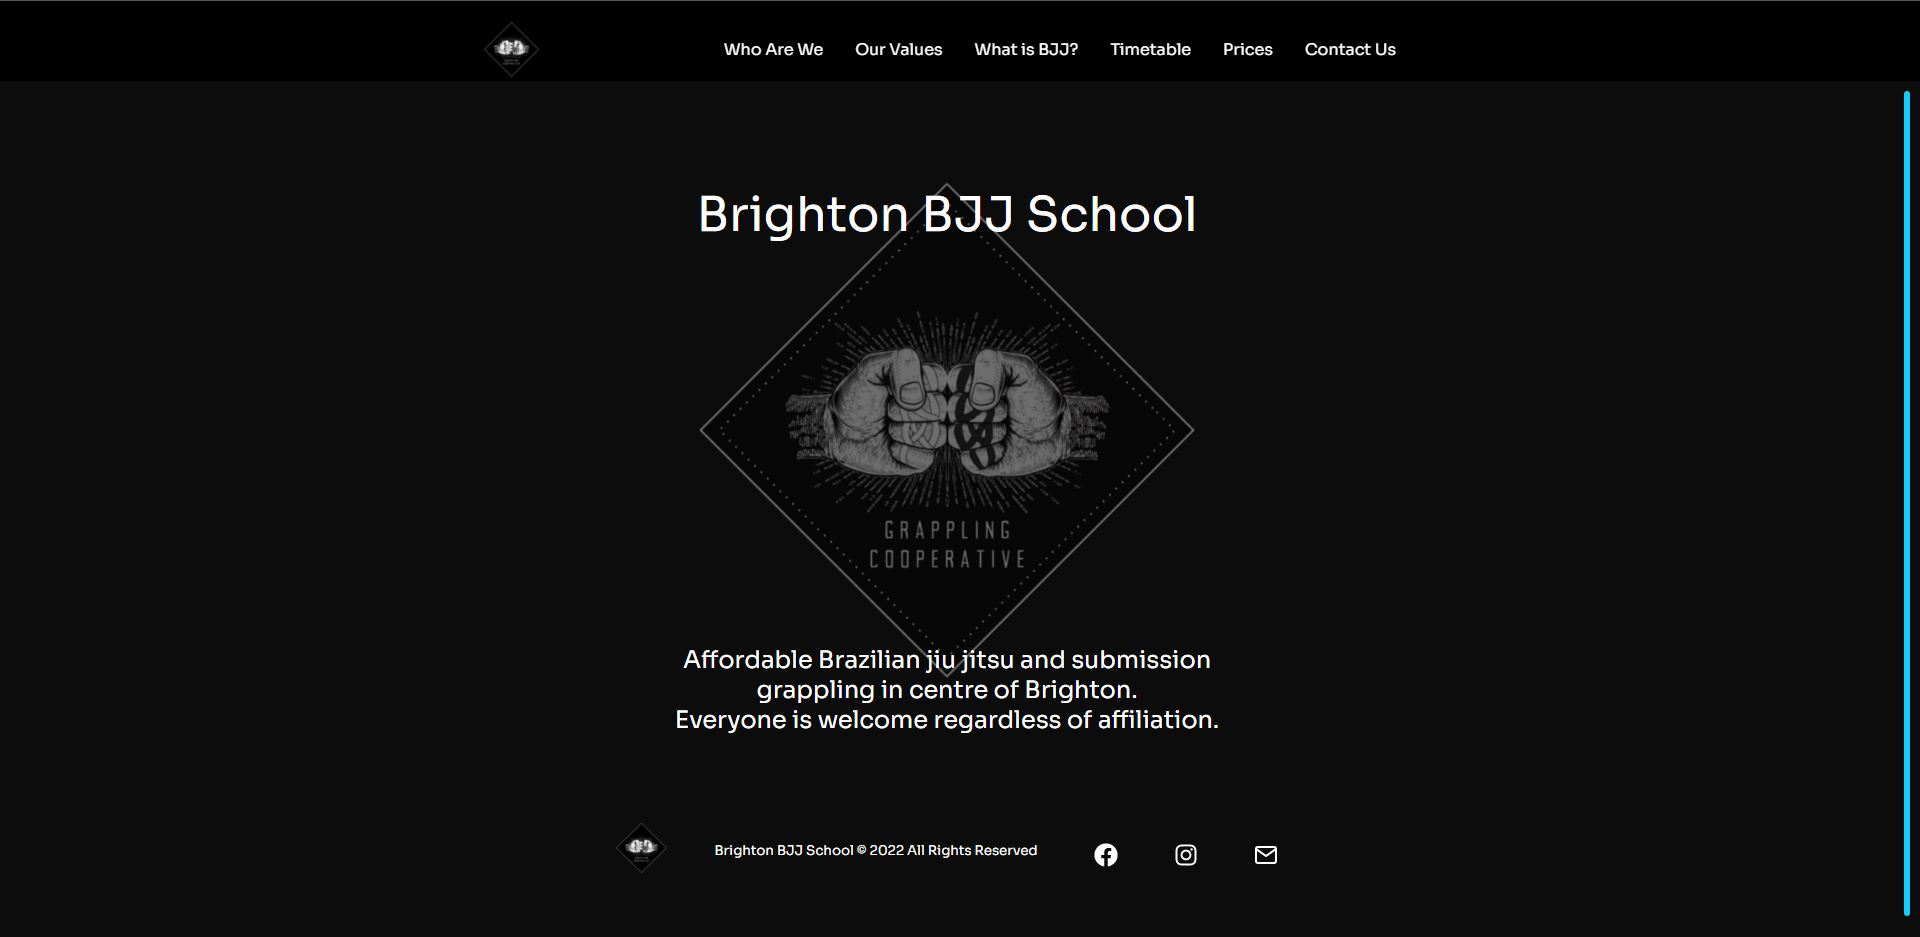 Who Are We Our Values What is BJJ? Timetable Prices Contact Us
Brighton BJJ School
GRAPPLING
COOPERATIVE
Affordable Brazilian jiu jitsu and submission
grappling in centre of Brighton.
Everyone is welcome regardless of affiliation.
Brighton BJJ School © 2022 All Rights Reserved